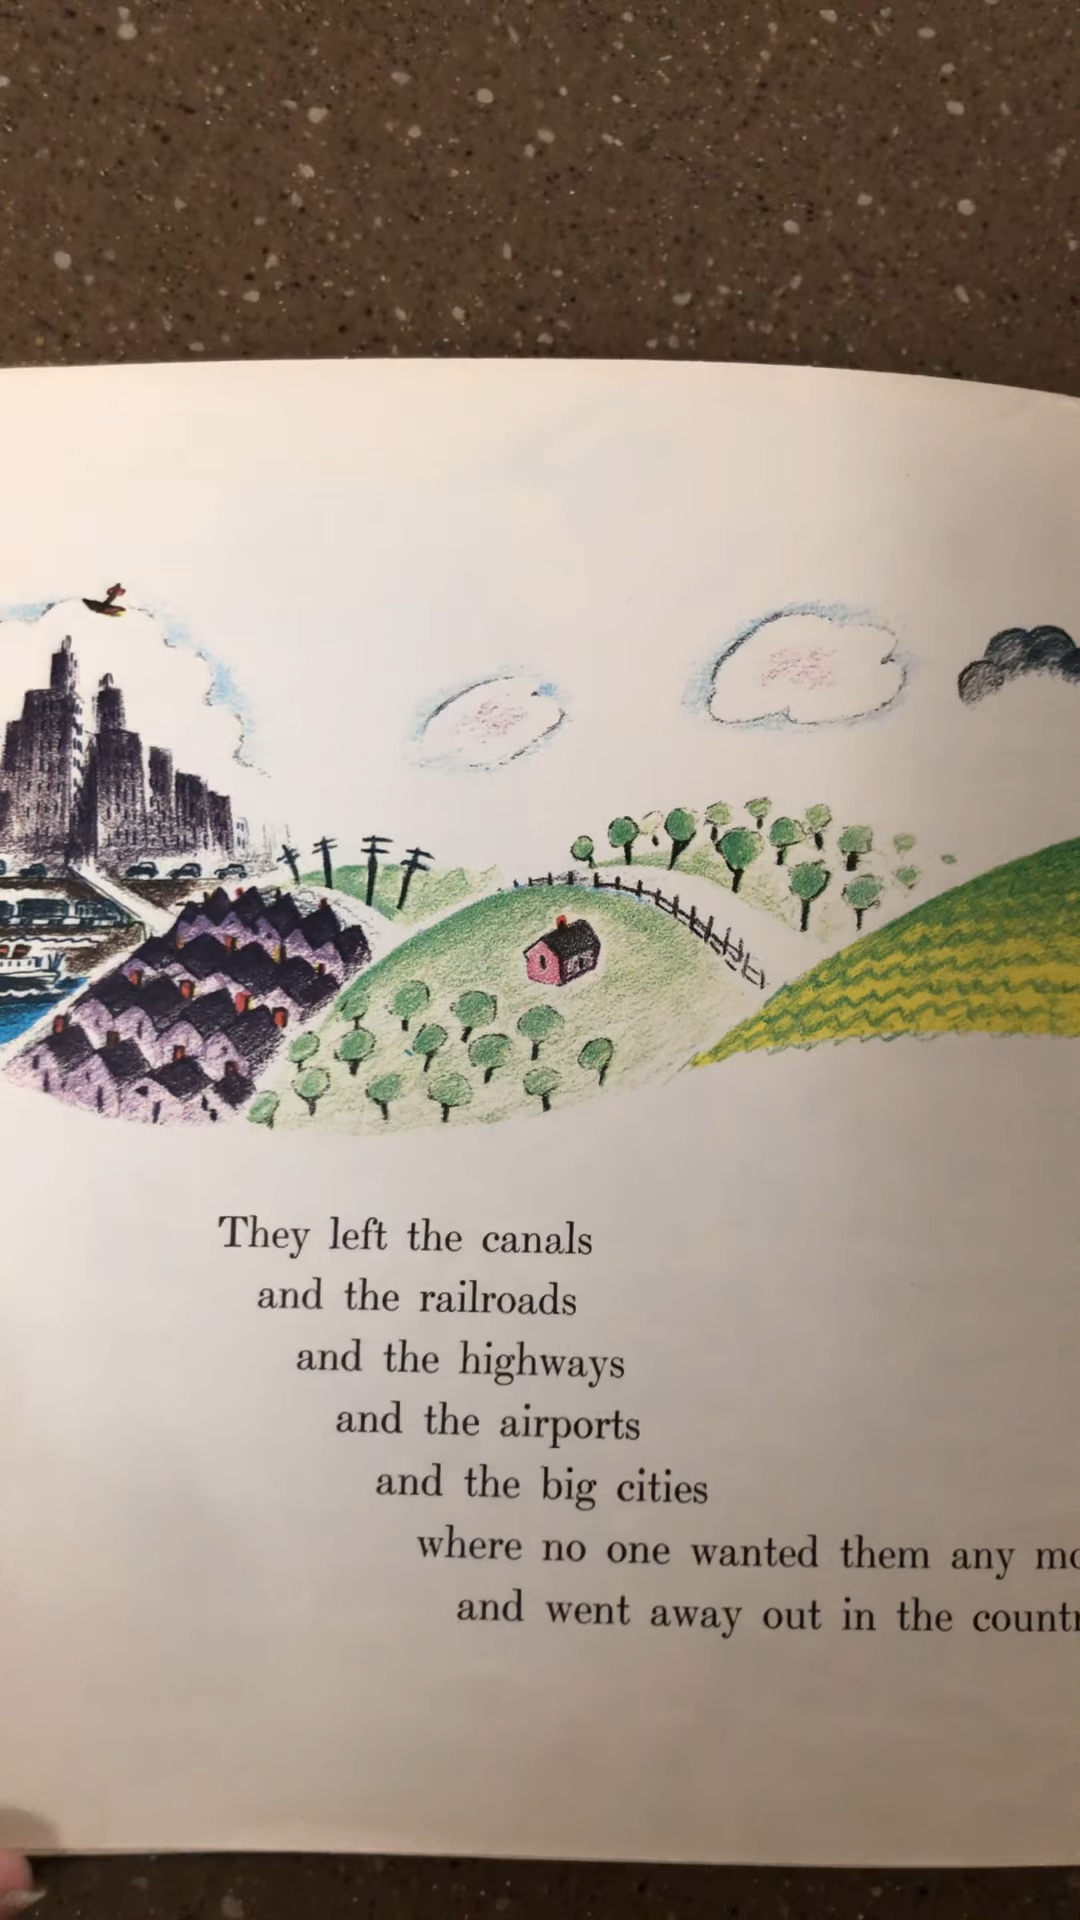 They left the canals
and the railroads
and the highways
and the airports
and the big cities
where no one wanted them any
and went away out in the